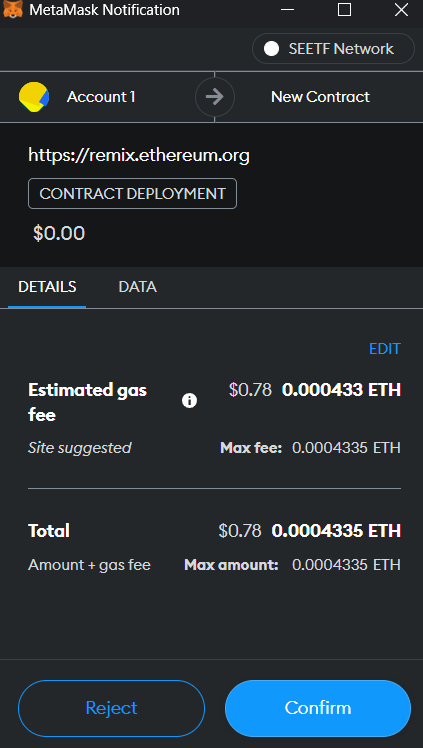 MetaMask Notification
SEETF Network
Account 1
New Contract
https://remix.ethereum.org
CONTRACT DEPLOYMENT
$0.00
DETAILS DATA
EDIT
Estimated gas fee i $0.78 0.000433 ETH
Site suggested Max fee: 0.0004335 ETH
Total $0.78 0.0004335 ETH
Amount + gas fee Max amount: 0.0004335 ETH
Reject Confirm